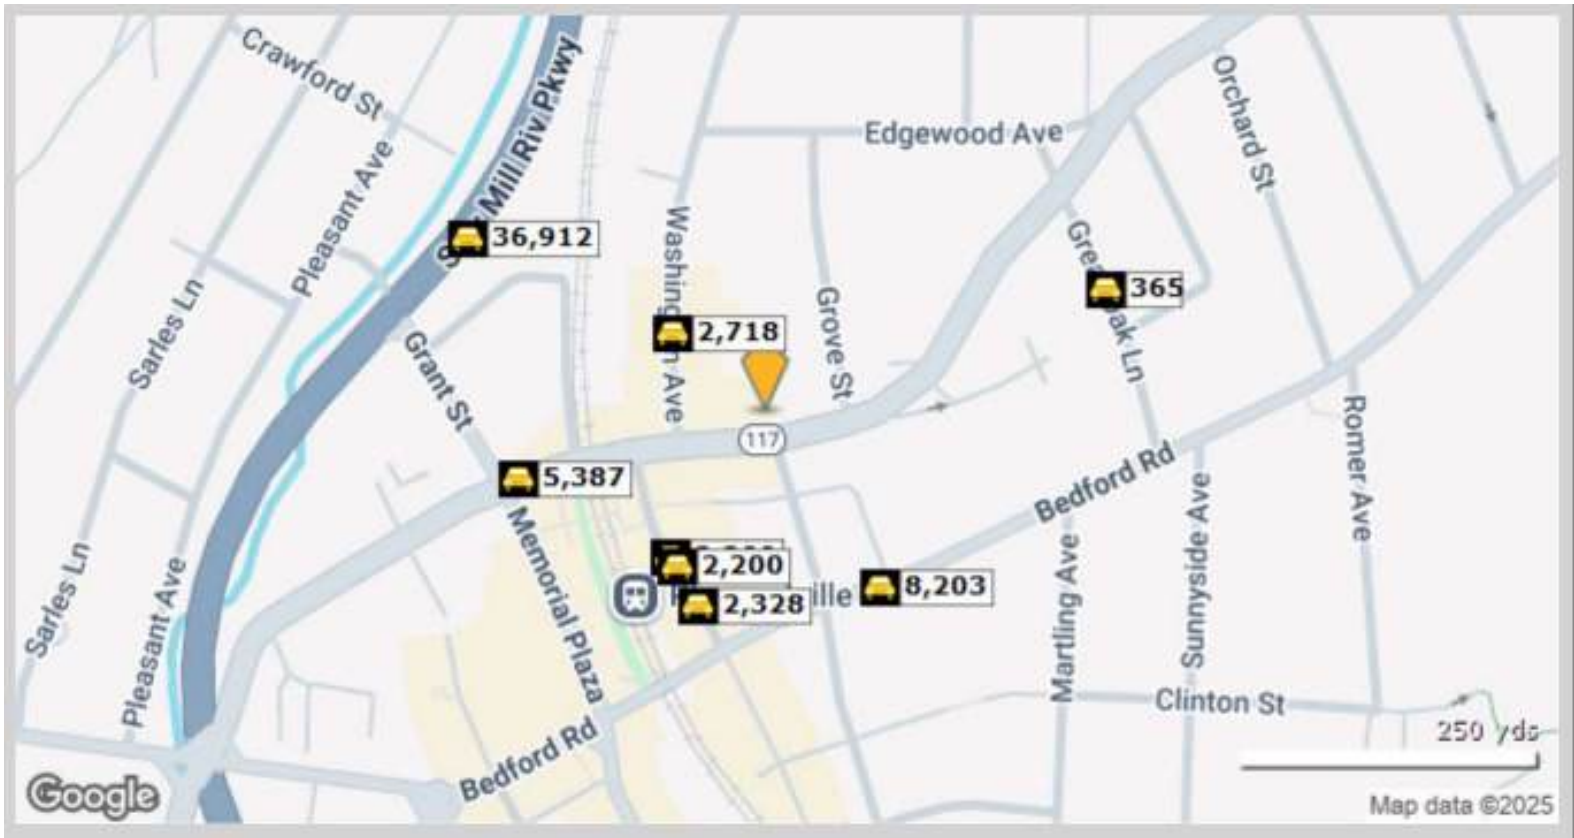 Crawford St
Mill Riv Pkwy
Orchard St
Edgewood Ave
Pleasant Ave
36,912
Washin n Ave
Sarles Ln
Grove St
Grea ak Ln
365
2,718
Grant St
117
Romer Ave
Bedford Rd
5,387
Memorial Plaza
Sunnyside Ave
Martling Ave
Sarles Ln
Pleasant Ave
2,200
2,328
ille
8,203
Clinton St
Bedford Rd
250 yds
Google
Map data ©2025